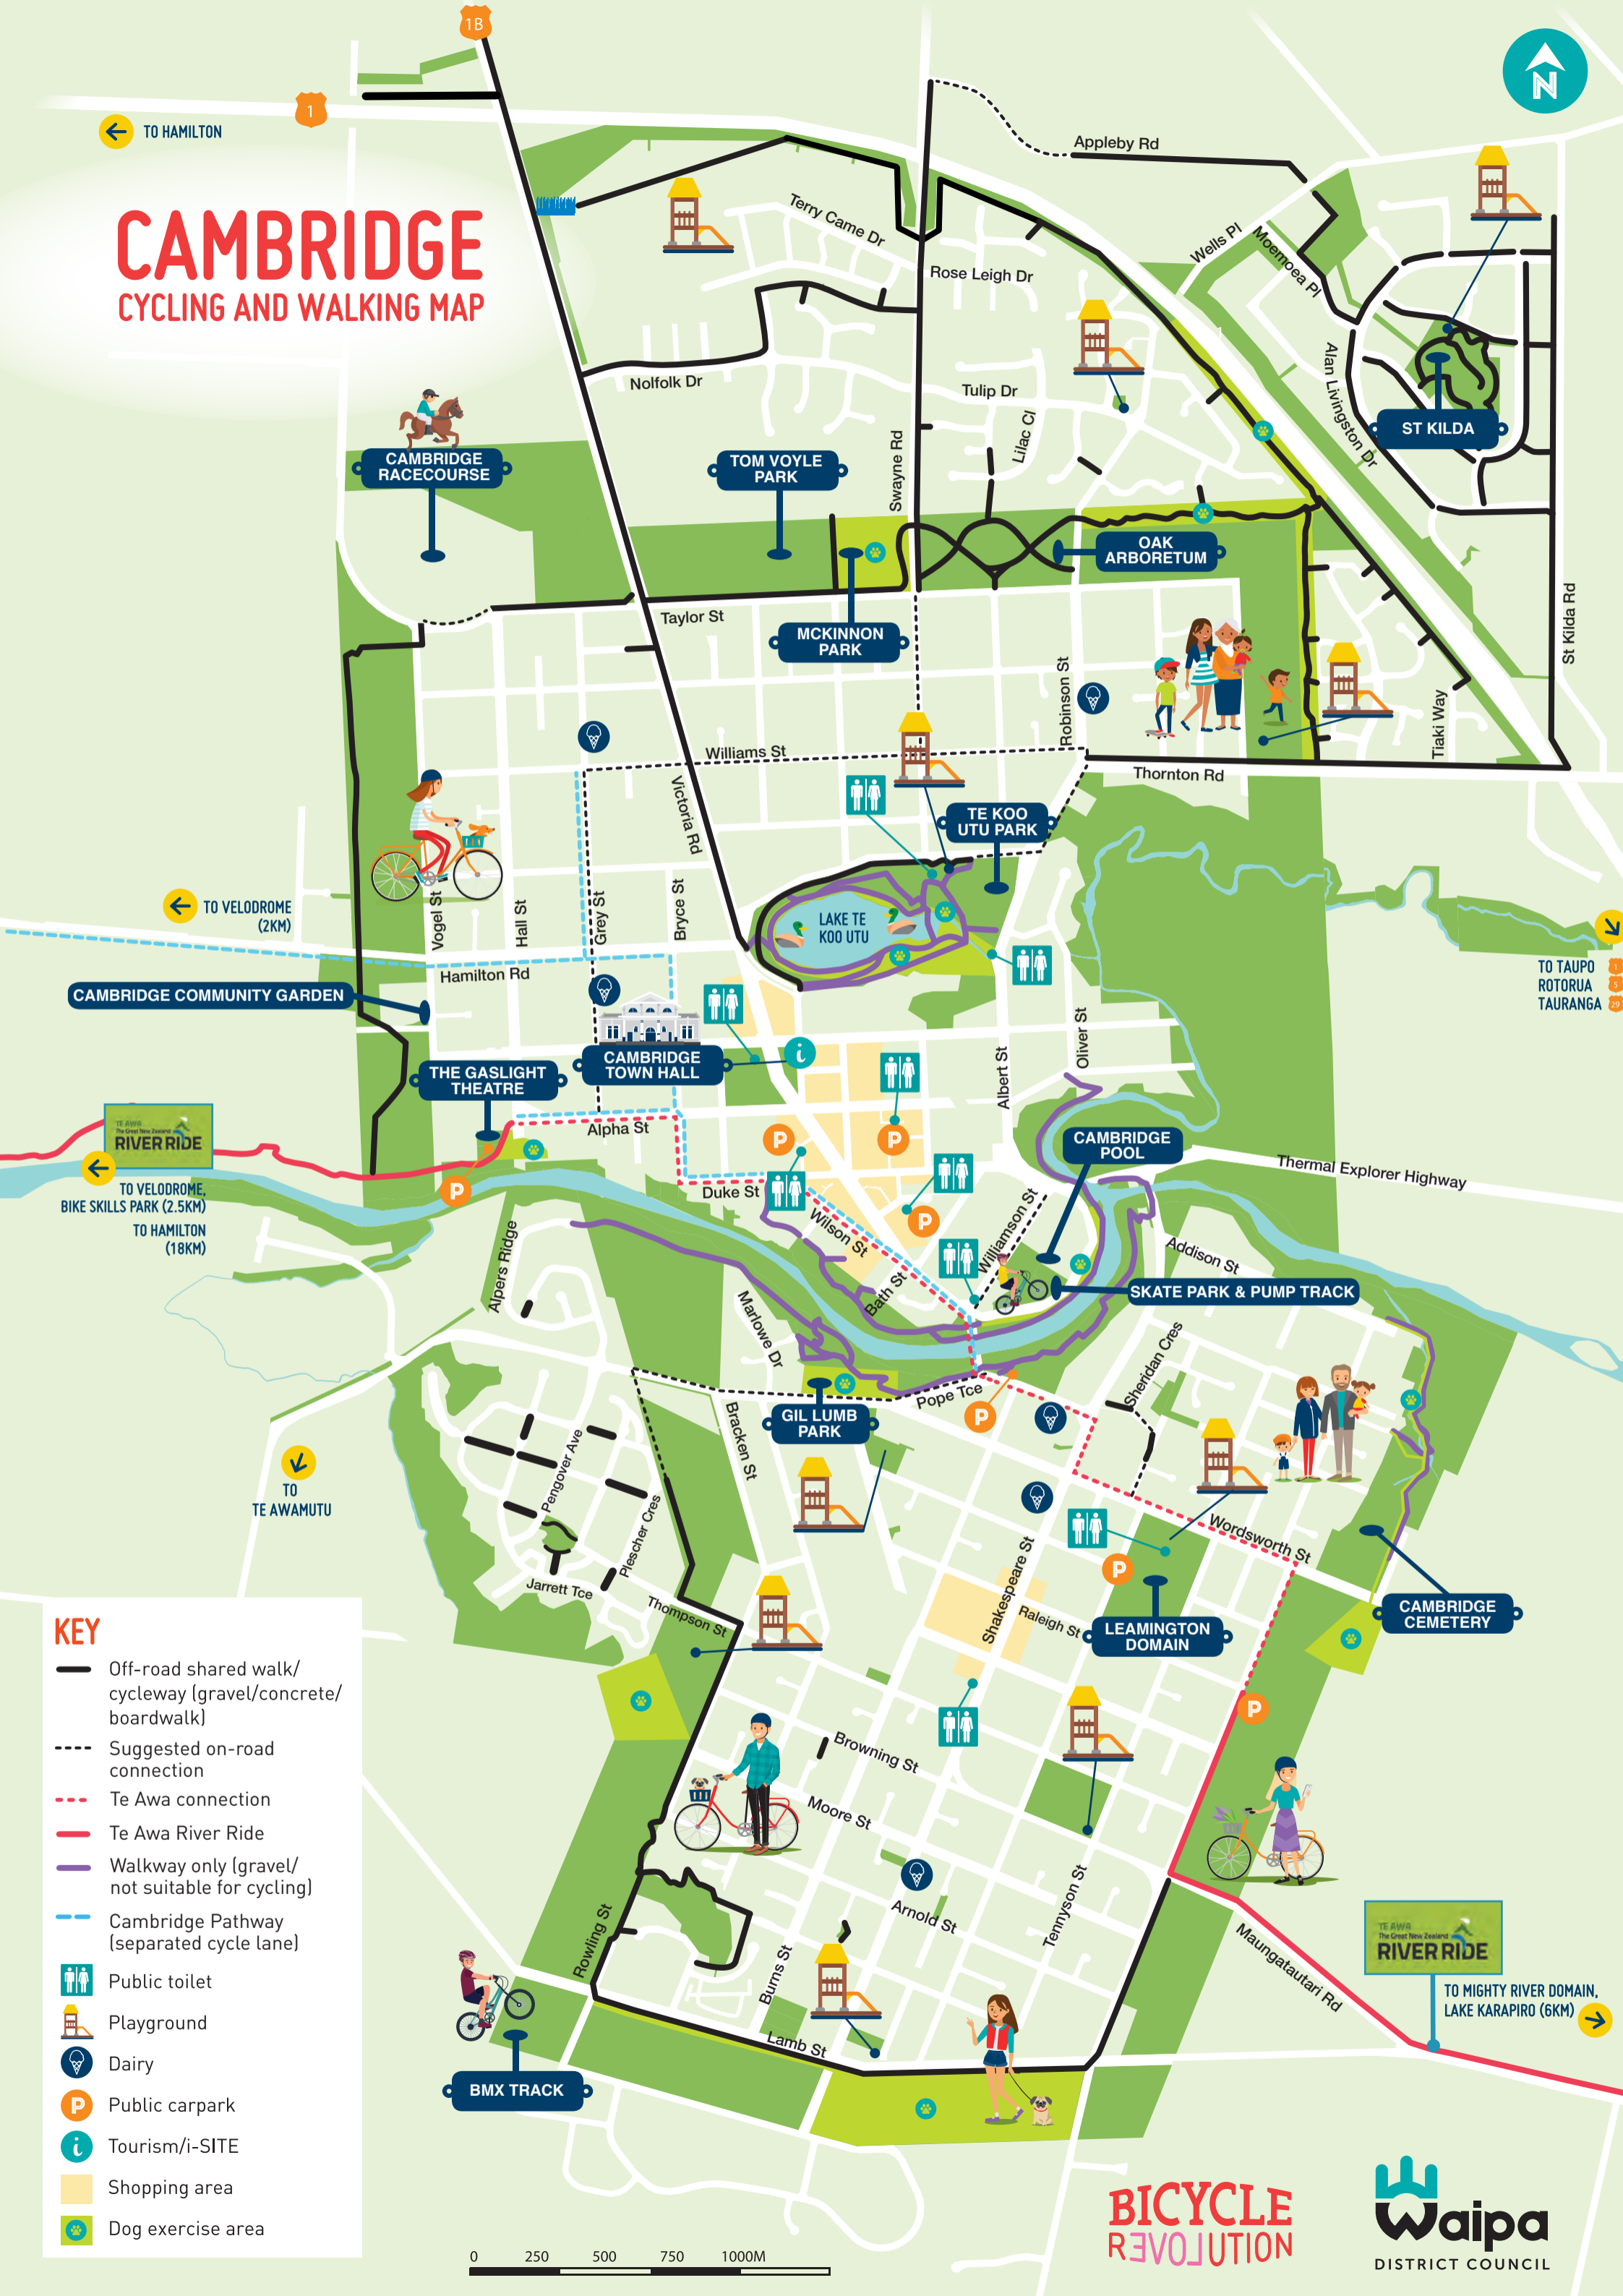 1B
1
TO HAMILTON
N
CAMBRIDGE
CYCLING AND WALKING MAP
Appleby Rd
Terry Came Dr
Wells Pl
Moemoea Pl
Rose Leigh Dr
Nolfolk Dr
Tulip Dr
Lilac Cl
Alan Livingston Dr
ST KILDA
CAMBRIDGE
RACECOURSE
TOM VOYLE
PARK
Swayne Rd
OAK
ARBORETUM
Taylor St
MCKINNON
PARK
St Kilda Rd
Robinson St
Tiaki Way
Williams St
Thornton Rd
Victoria Rd
TE KOO
UTU PARK
TO VELODROME
(2KM)
Vogel St
Hall St
Grey St
Bryce St
LAKE TE
KOO UTU
Hamilton Rd
TO TAUPO 1
ROTORUA 5
TAURANGA 29
CAMBRIDGE COMMUNITY GARDEN
CAMBRIDGE
TOWN HALL
i
THE GASLIGHT
THEATRE
Albert St
Oliver St
TE AWA
The Great New Zealand
RIVER RIDE
Alpha St
P
P
CAMBRIDGE
POOL
Thermal Explorer Highway
TO VELODROME,
BIKE SKILLS PARK (2.5KM)
TO HAMILTON
(18KM)
P
Duke St
Wilson St
P
Williamson St
Addison St
Alpers Ridge
Bath St
SKATE PARK & PUMP TRACK
Marlowe Dr
Sheridan Cres
Pope Tce
P
GIL LUMB
PARK
Bracken St
TO
TE AWAMUTU
Pengover Ave
Plescher Cres
Jarrett Tce
Thompson St
Shakespeare St
Wordsworth St
P
Raleigh St
LEAMINGTON
DOMAIN
CAMBRIDGE
CEMETERY
P
Browning St
Moore St
Arnold St
Tennyson St
Rowling St
Burns St
Lamb St
Maungatautari Rd
TE AWA
The Great New Zealand
RIVER RIDE
TO MIGHTY RIVER DOMAIN,
LAKE KARAPIRO (6KM)
BMX TRACK
KEY
Off-road shared walk/
cycleway (gravel/concrete/
boardwalk)
Suggested on-road
connection
Te Awa connection
Te Awa River Ride
Walkway only (gravel/
not suitable for cycling)
Cambridge Pathway
(separated cycle lane)
Public toilet
Playground
Dairy
P Public carpark
i Tourism/i-SITE
Shopping area
Dog exercise area
0 250 500 750 1000M
BICYCLE
REVOLUTION
Waipa
DISTRICT COUNCIL